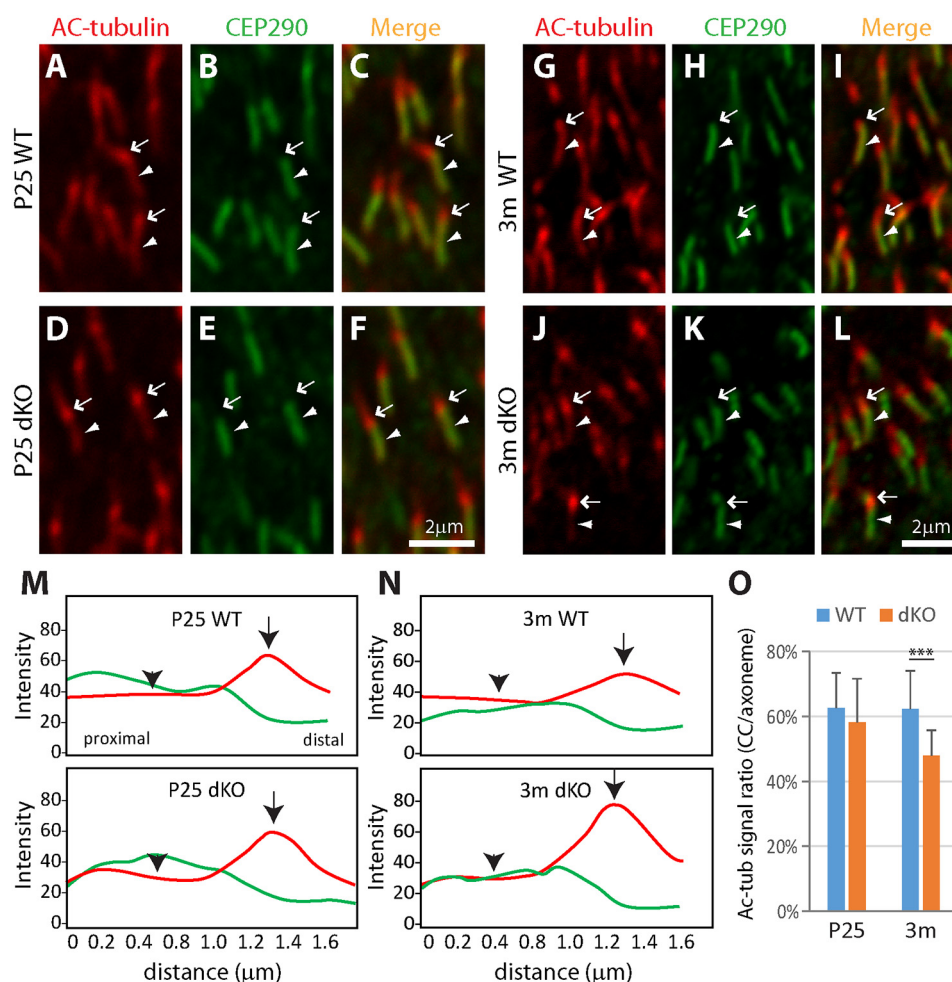 AC-tubulin CEP290 Merge AC-tubulin CEP290 Merge
A B C G H I
P25 WT 3m WT
D E F J K L
P25 dKO 3m dKO
2μm 2μm
M N O
P25 WT
80
60
40
20
0
Intensity
proximal distal
3m WT
80
60
40
20
0
Intensity
P25 dKO
80
60
40
20
0
Intensity
0 0.2 0.4 0.6 1.0 1.2 1.4 1.6
distance (μm)
3m dKO
80
60
40
20
0
Intensity
0 0.2 0.4 0.6 1.0 1.2 1.4 1.6
distance (μm)
WT dKO
80%
60%
40%
20%
0%
Ac-tub signal ratio (CC/axoneme)
***
P25 3m